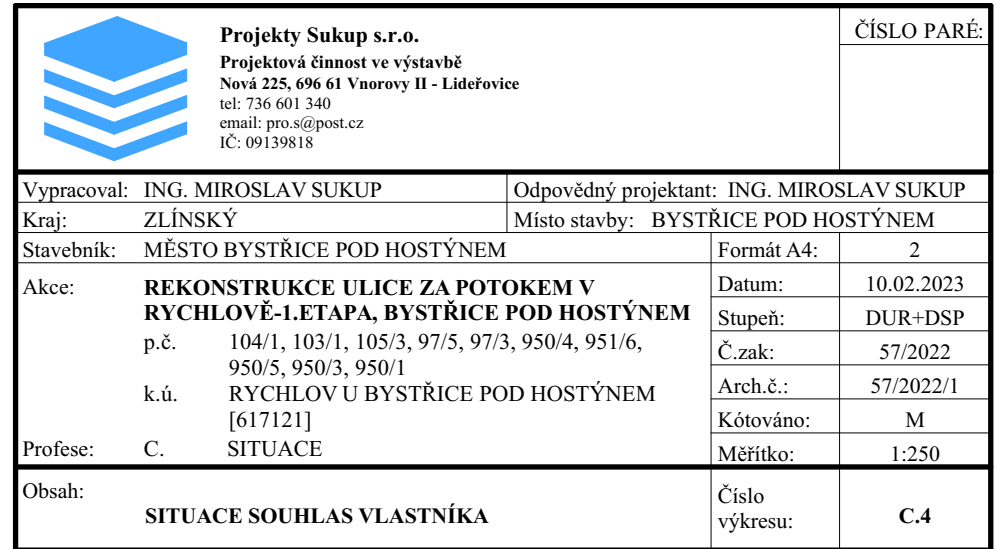 Projekty Sukup s.r.o.
Projektová činnost ve výstavbě
Nová 225, 696 61 Vnorovy II - Lideřovice
tel: 736 601 340
email: pro.s@post.cz
IČ: 09139818
ČÍSLO PARÉ:
Vypracoval: ING. MIROSLAV SUKUP
Odpovědný projektant: ING. MIROSLAV SUKUP
Kraj: ZLÍNSKÝ
Místo stavby: BYSTŘICE POD HOSTÝNEM
Stavebník: MĚSTO BYSTŘICE POD HOSTÝNEM
Formát A4: 2
Akce: REKONSTRUKCE ULICE ZA POTOKEM V
RYCHLOVĚ-1.ETAPA, BYSTŘICE POD HOSTÝNEM
p.č. 104/1, 103/1, 105/3, 97/5, 97/3, 950/4, 951/6,
950/5, 950/3, 950/1
k.ú. RYCHLOV U BYSTŘICE POD HOSTÝNEM
[617121]
Profese: C. SITUACE
Datum: 10.02.2023
Stupeň: DUR+DSP
Č.zak: 57/2022
Arch.č.: 57/2022/1
Kótováno: M
Měřítko: 1:250
Obsah:
SITUACE SOUHLAS VLASTNÍKA
Číslo
výkresu: C.4